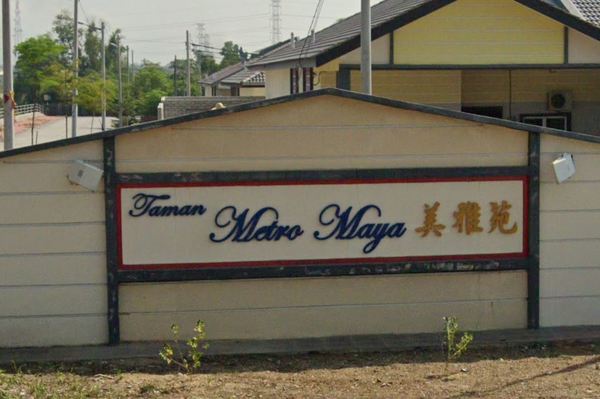 Taman Metro Maya 美雅苑